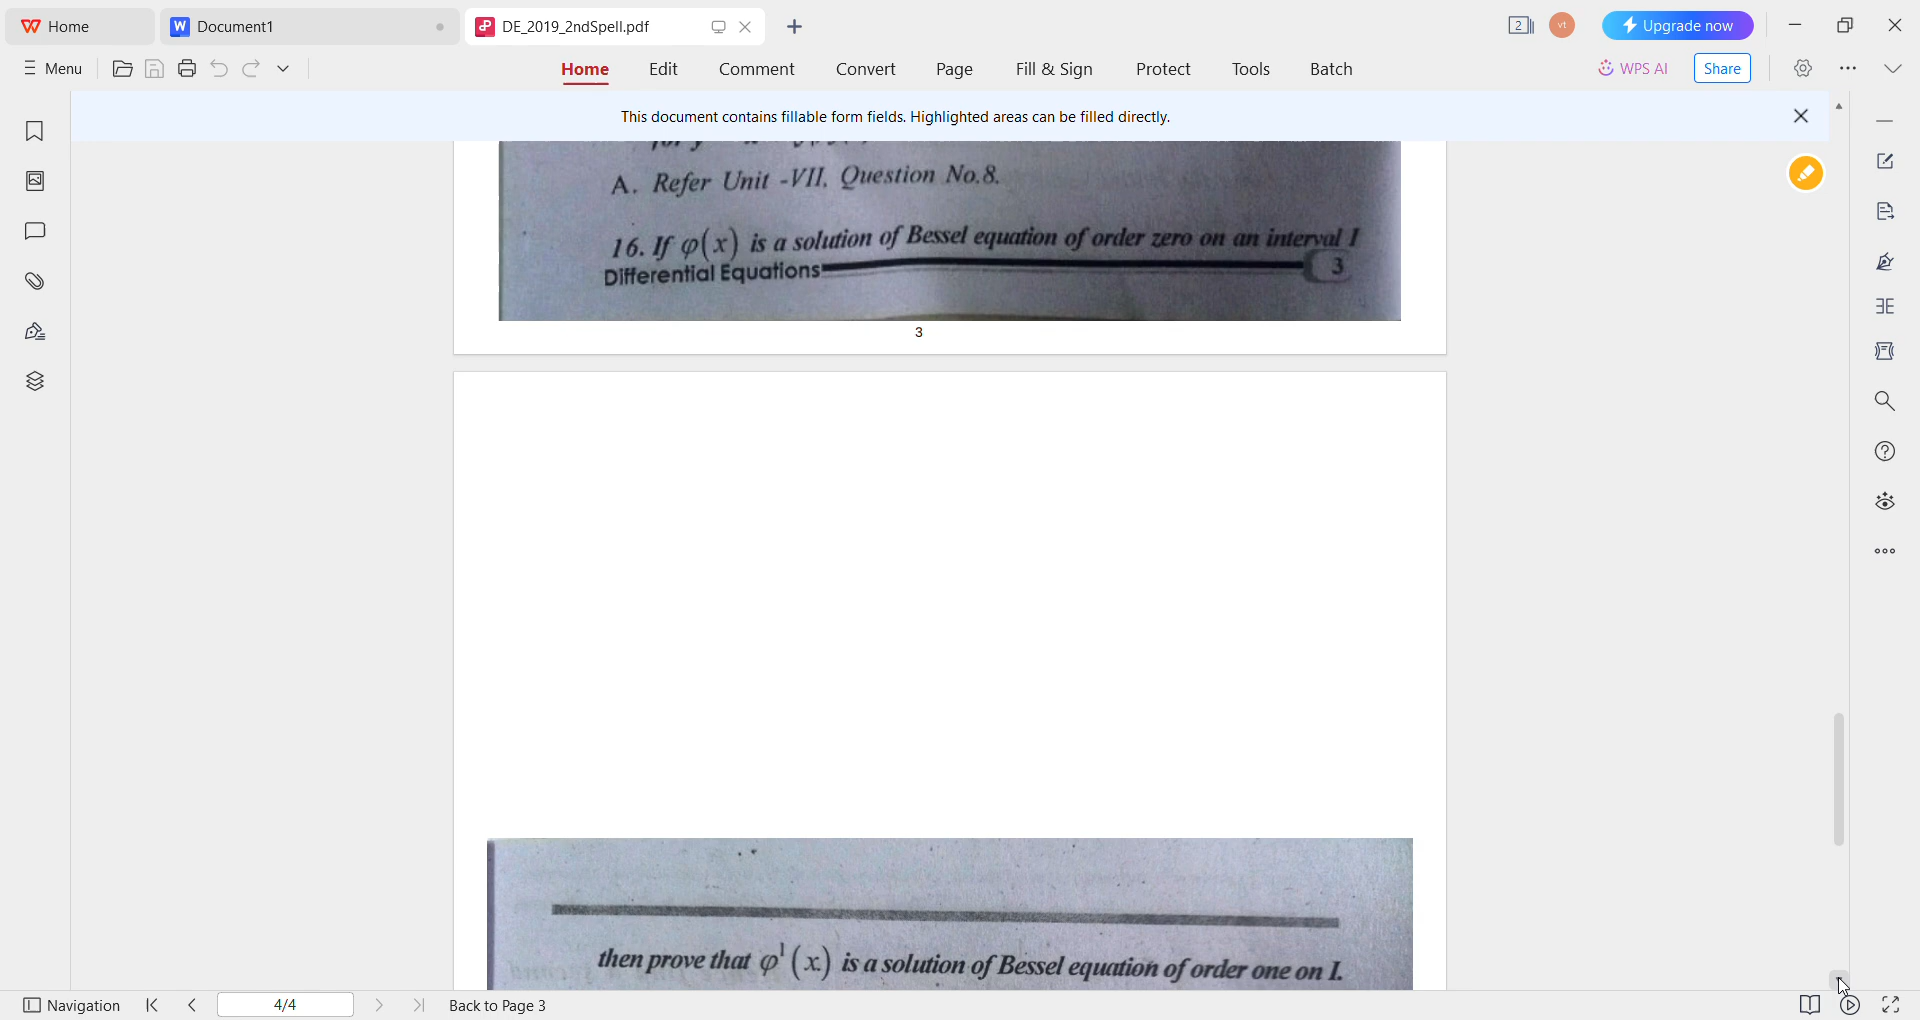 Home
Document1
DE_2019_2ndSpell.pdf
2
vt
Upgrade now
Menu
Home Edit Comment Convert Page Fill & Sign Protect Tools Batch
WPS AI
Share
This document contains fillable form fields. Highlighted areas can be filled directly.
A. Refer Unit -VII, Question No.8.
16. If φ(x) is a solution of Bessel equation of order zero on an interval I
Differential Equations 3
3
then prove that φ¹(x) is a solution of Bessel equation of order one on I.
Navigation
4/4
Back to Page 3